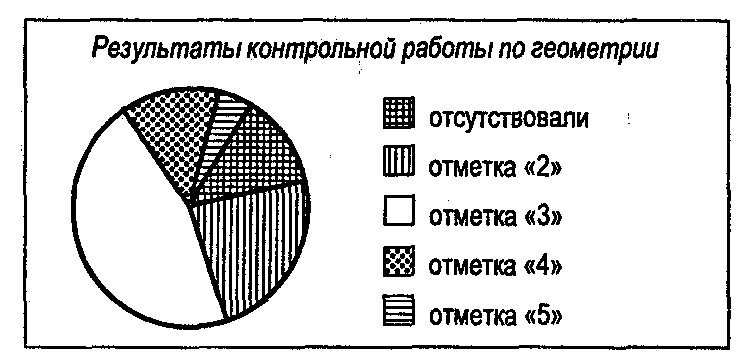 Результаты контрольной работы по геометрии
отсутствовали
отметка «2»
отметка «3»
отметка «4»
отметка «5»